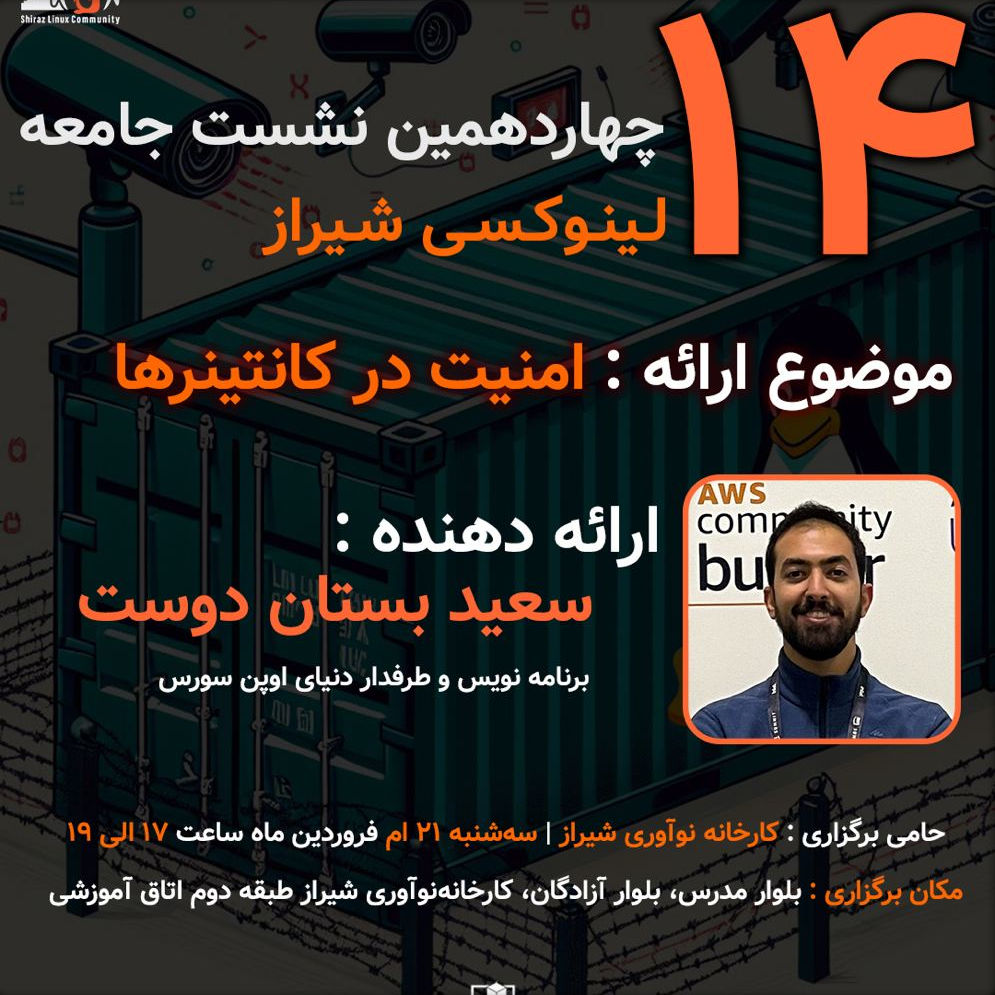 Shiraz Linux Community
۱۴
چهاردهمین نشست جامعه
لینوکسی شیراز
موضوع ارائه : امنیت در کانتینرها
AWS
community
ارائه دهنده :
سعید بستان دوست
برنامه نویس و طرفدار دنیای اوپن سورس
حامی برگزاری : کارخانه نوآوری شیراز | سه‌شنبه ۲۱ ام فروردین ماه ساعت ۱۷ الی ۱۹
مکان برگزاری : بلوار مدرس، بلوار آزادگان، کارخانه‌نوآوری شیراز طبقه دوم اتاق آموزشی